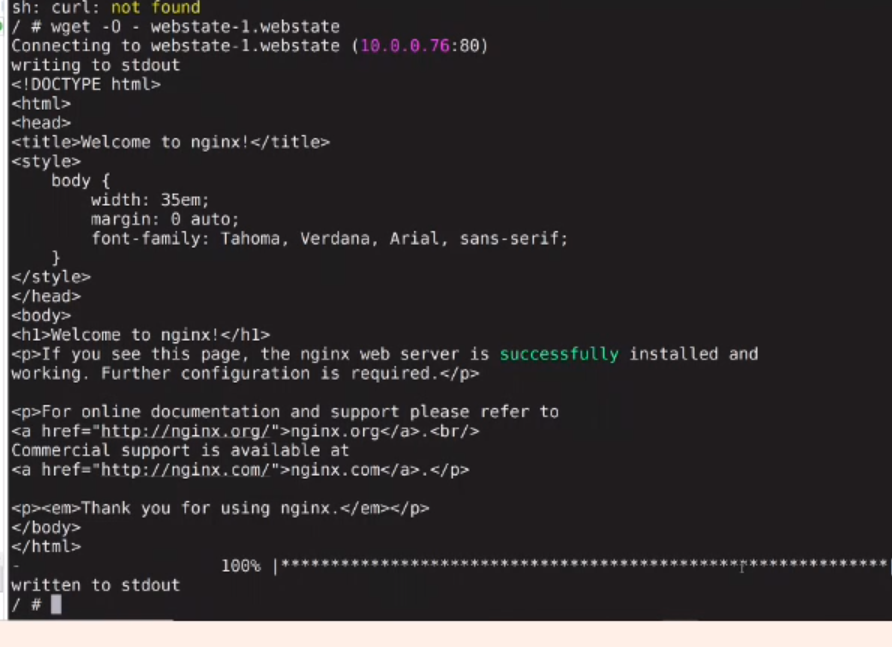 sh: curl: not found
/ # wget -O - webstate-1.webstate
Connecting to webstate-1.webstate (10.0.0.76:80)
writing to stdout
<!DOCTYPE html>
<html>
<head>
<title>Welcome to nginx!</title>
<style>
    body {
        width: 35em;
        margin: 0 auto;
        font-family: Tahoma, Verdana, Arial, sans-serif;
    }
</style>
</head>
<body>
<h1>Welcome to nginx!</h1>
<p>If you see this page, the nginx web server is successfully installed and
working. Further configuration is required.</p>

<p>For online documentation and support please refer to
<a href="http://nginx.org/">nginx.org</a>.<br/>
Commercial support is available at
<a href="http://nginx.com/">nginx.com</a>.</p>

<p><em>Thank you for using nginx.</em></p>
</body>
</html>
-                    100% |*************************************************************
written to stdout
/ #